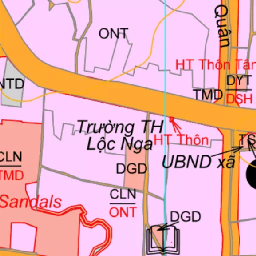 Quân
ONT
HT Thôn Tân
DYT
NTD
TMD
DSH
Trường TH
Lộc Nga
HT Thôn
TS
UBND xã
CLN
TMD
DGD
Sandals
CLN
ONT
DGD